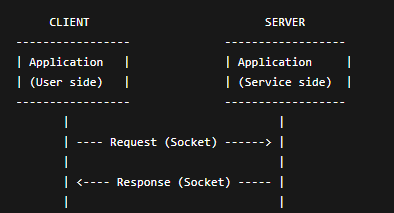 CLIENT                          SERVER
-----------------          ------------------
| Application   |          | Application     |
| (User side)   |          | (Service side)  |
-----------------          ------------------
|                                |
| ---- Request (Socket) ------> |
|                                |
| <---- Response (Socket) ----- |
|                                |